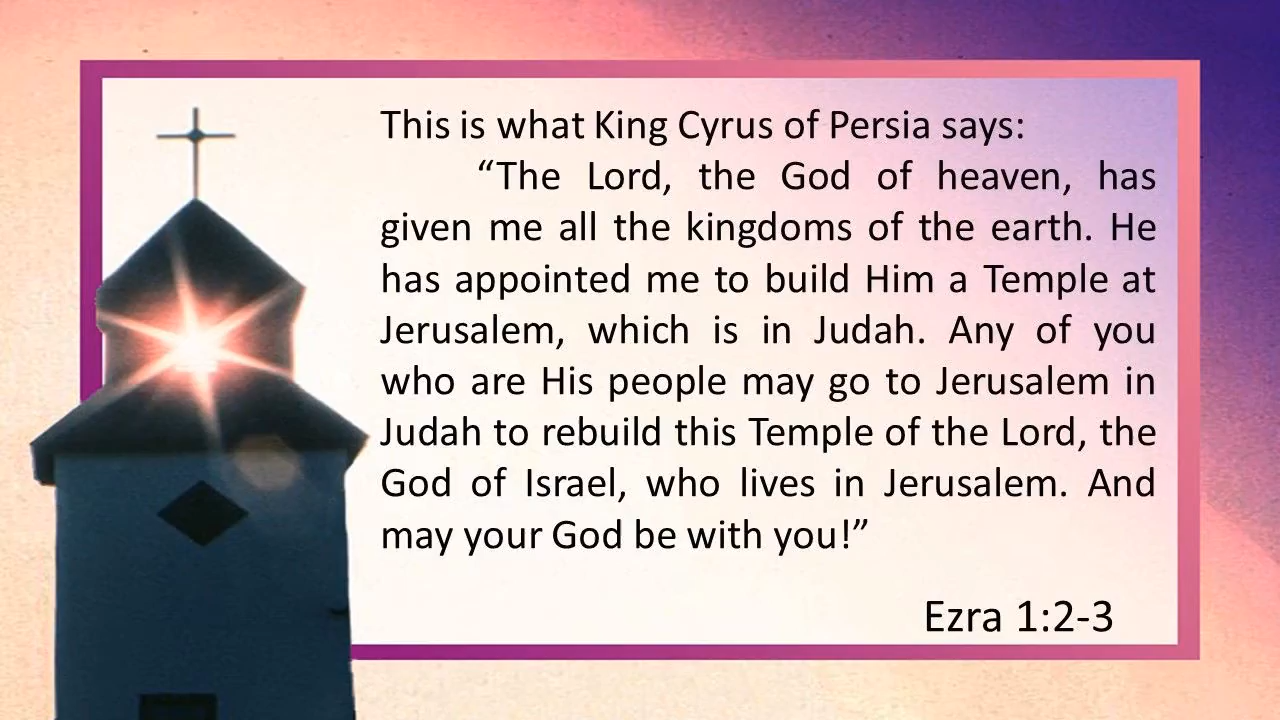 This is what King Cyrus of Persia says:
“The Lord, the God of heaven, has
given me all the kingdoms of the earth. He
has appointed me to build Him a Temple at
Jerusalem, which is in Judah. Any of you
who are His people may go to Jerusalem in
Judah to rebuild this Temple of the Lord, the
God of Israel, who lives in Jerusalem. And
may your God be with you!”
Ezra 1:2-3